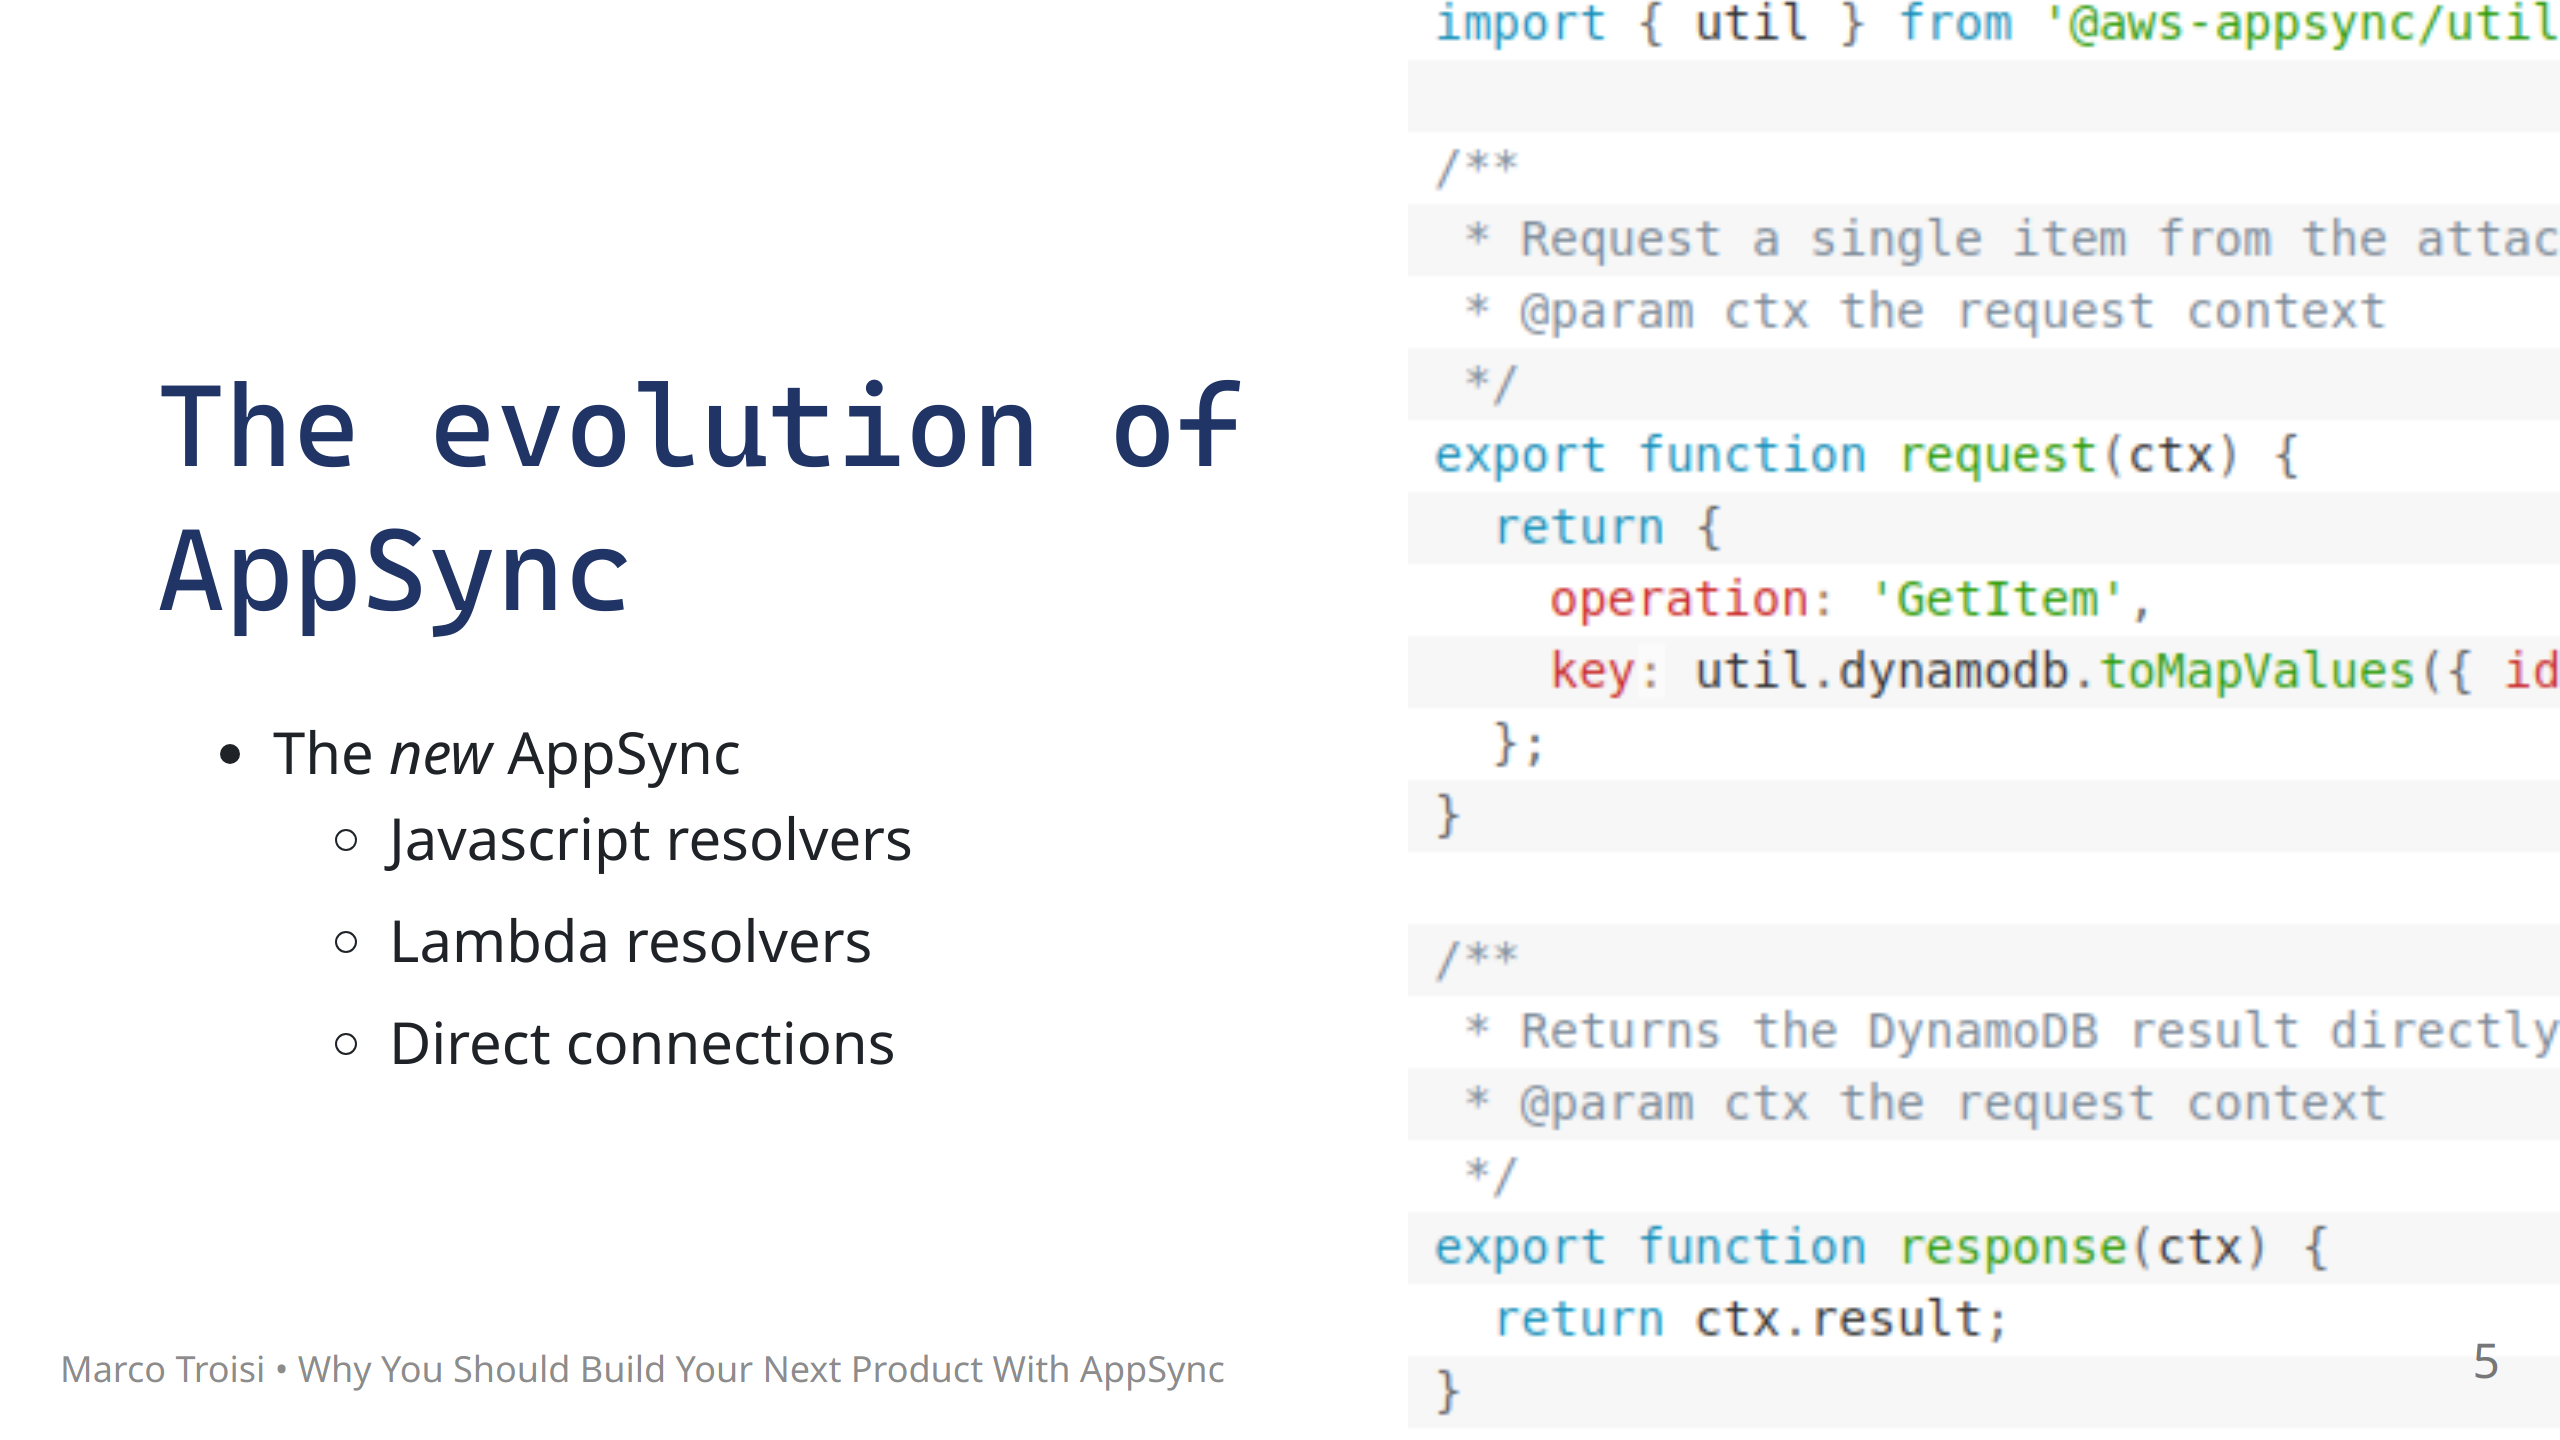 The evolution of
AppSync
• The new AppSync
○ Javascript resolvers
○ Lambda resolvers
○ Direct connections
Marco Troisi • Why You Should Build Your Next Product With AppSync
import { util } from '@aws-appsync/util
/**
 * Request a single item from the attac
 * @param ctx the request context
 */
export function request(ctx) {
  return {
    operation: 'GetItem',
    key: util.dynamodb.toMapValues({ id
  };
}
/**
 * Returns the DynamoDB result directly
 * @param ctx the request context
 */
export function response(ctx) {
  return ctx.result;
}
5